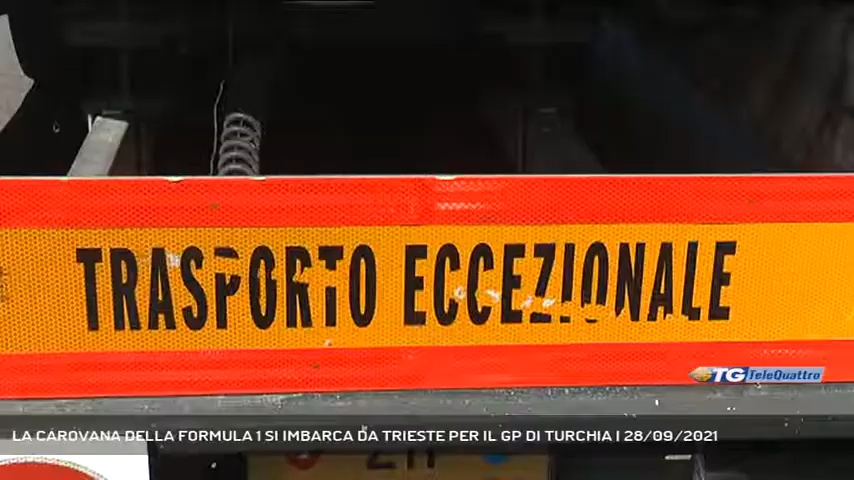 TRASPORTO ECCEZIONALE
TG TeleQuattro
LA CAROVANA DELLA FORMULA 1 SI IMBARCA DA TRIESTE PER IL GP DI TURCHIA | 28/09/2021